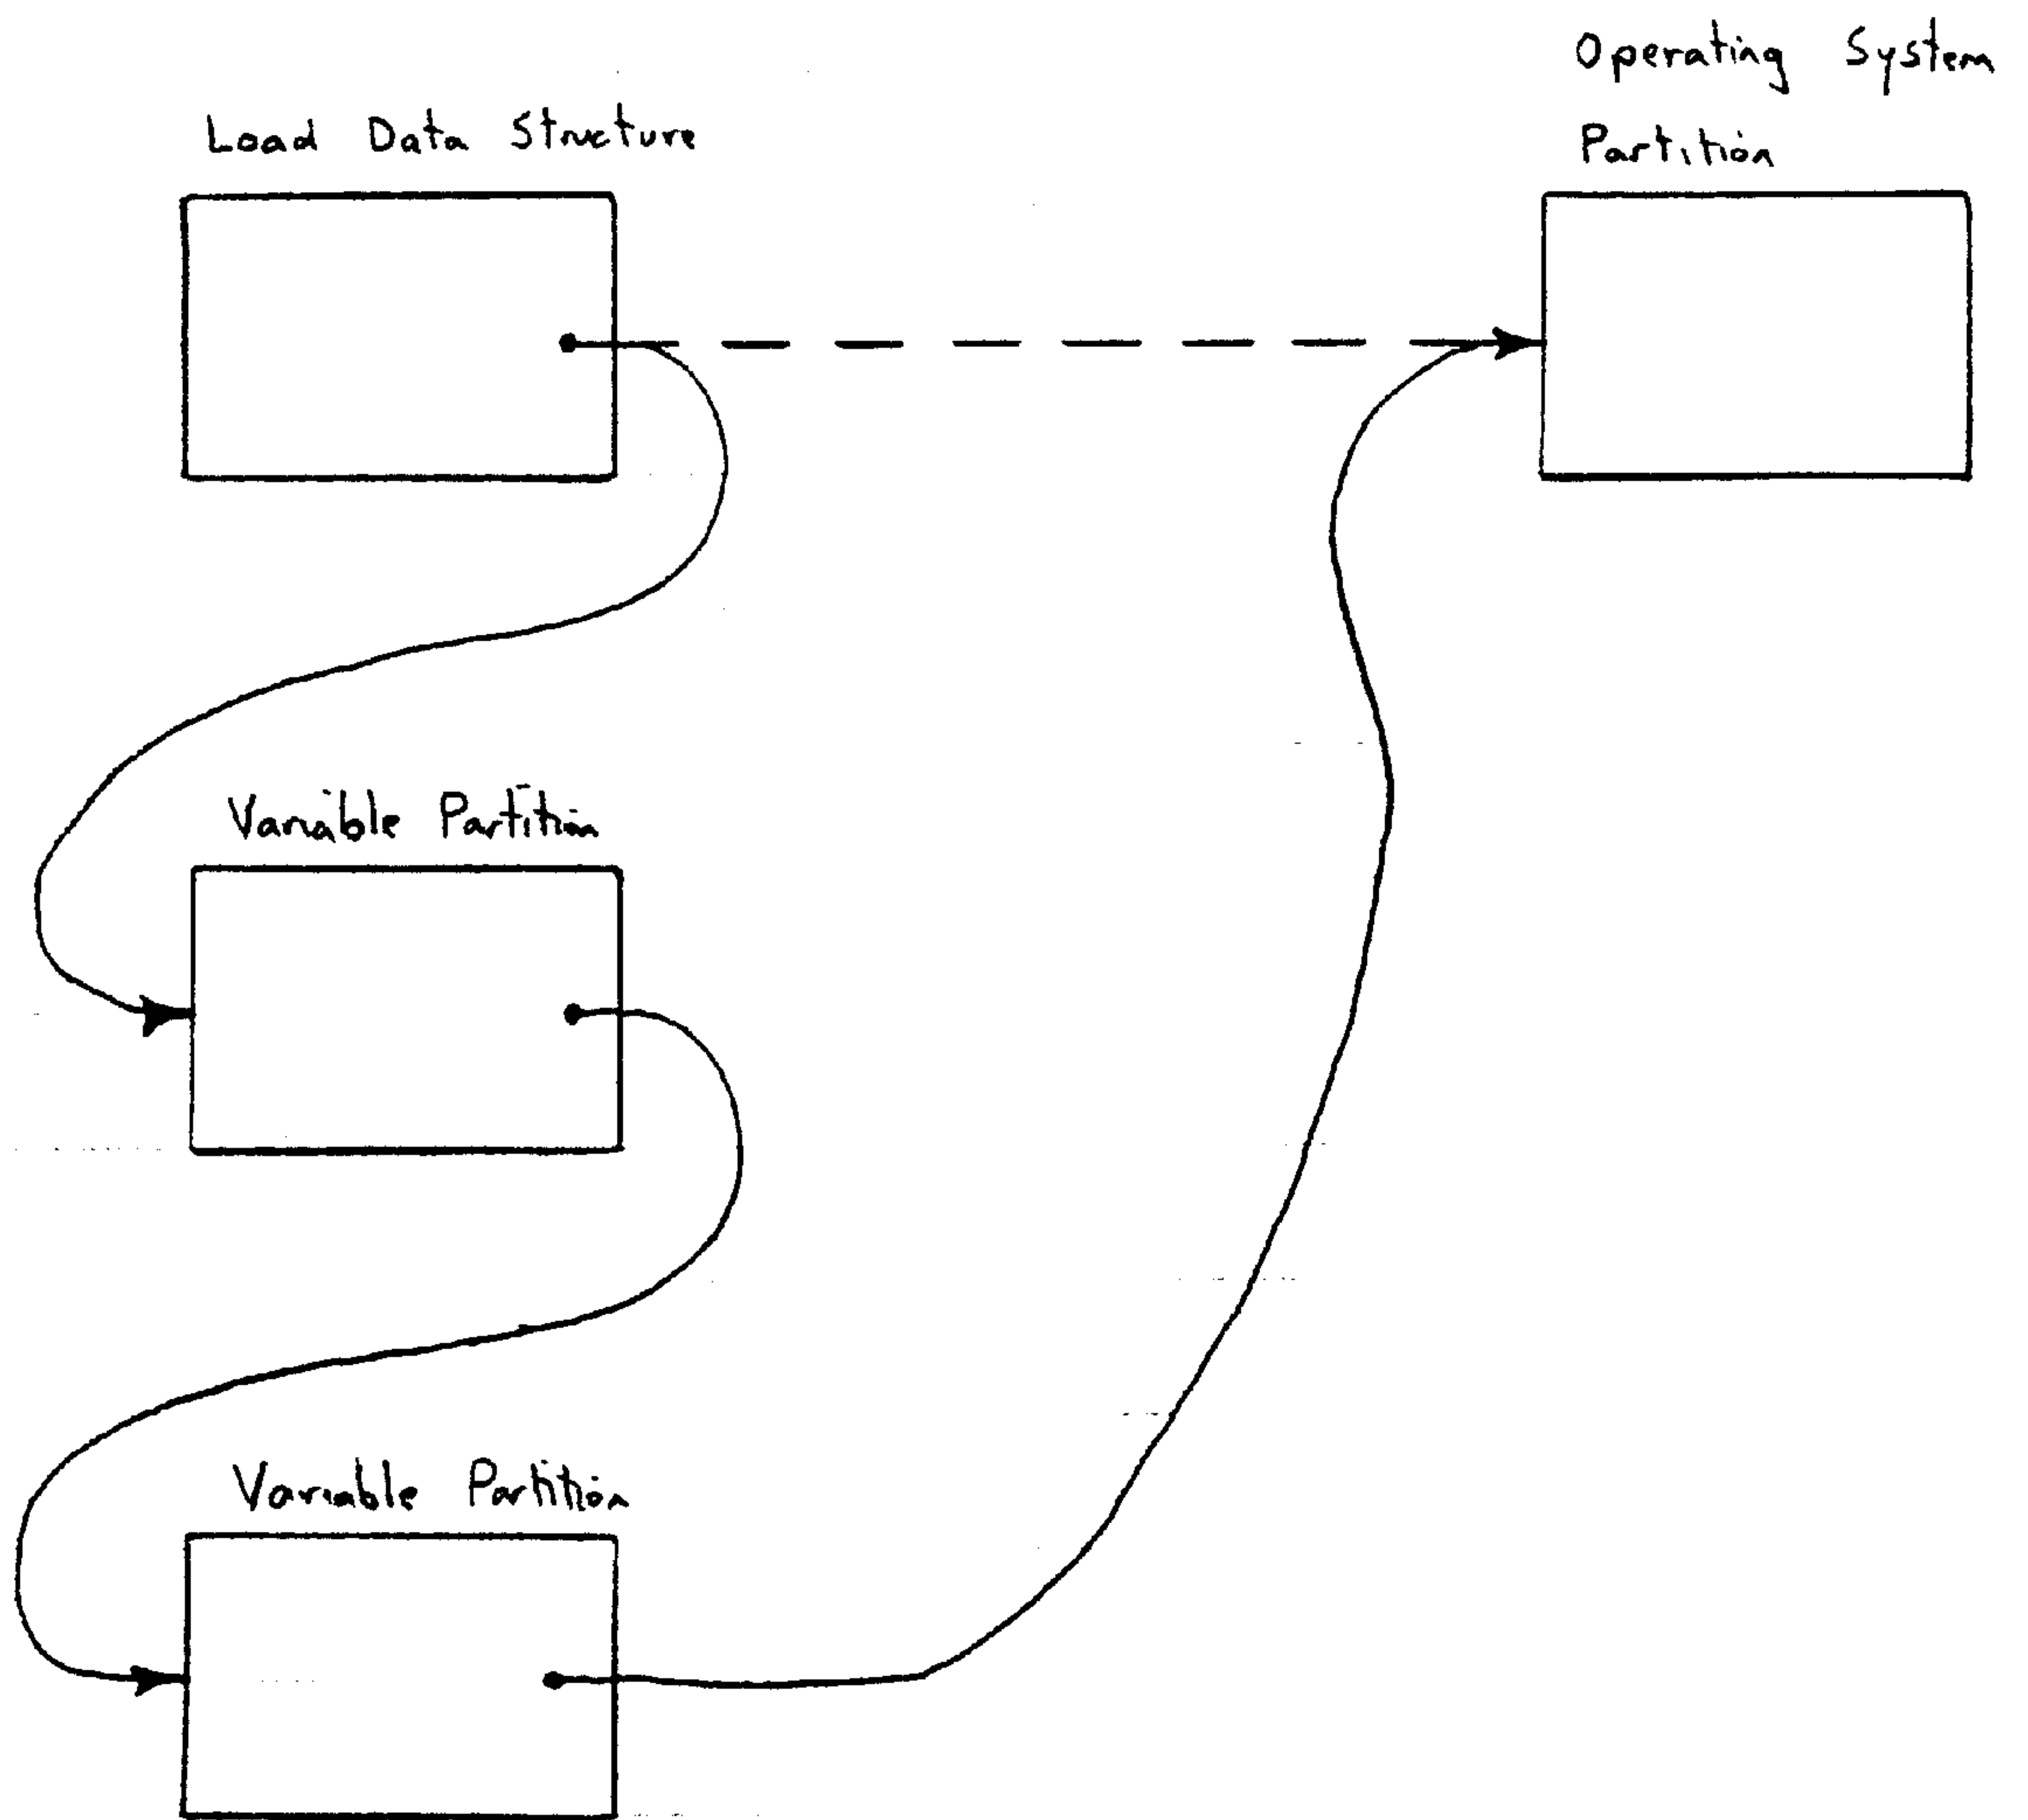 Operating System
Partition
Load Data Structure
Variable Partition
Variable Partition